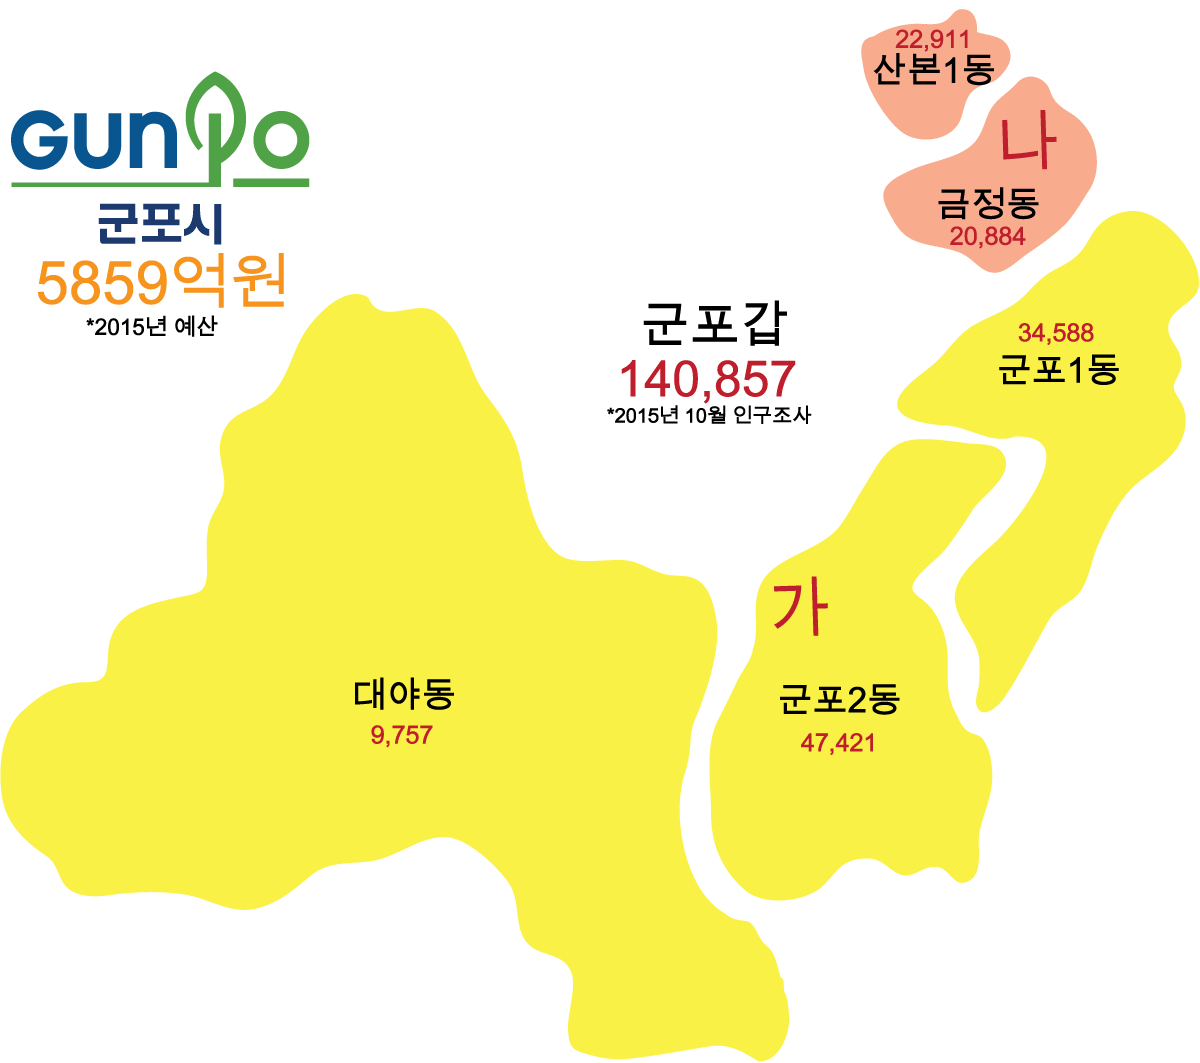 GUNPO
군포시
5859억원
*2015년 예산
22,911
산본1동
나
금정동
20,884
군포갑
140,857
*2015년 10월 인구조사
34,588
군포1동
가
군포2동
47,421
대야동
9,757